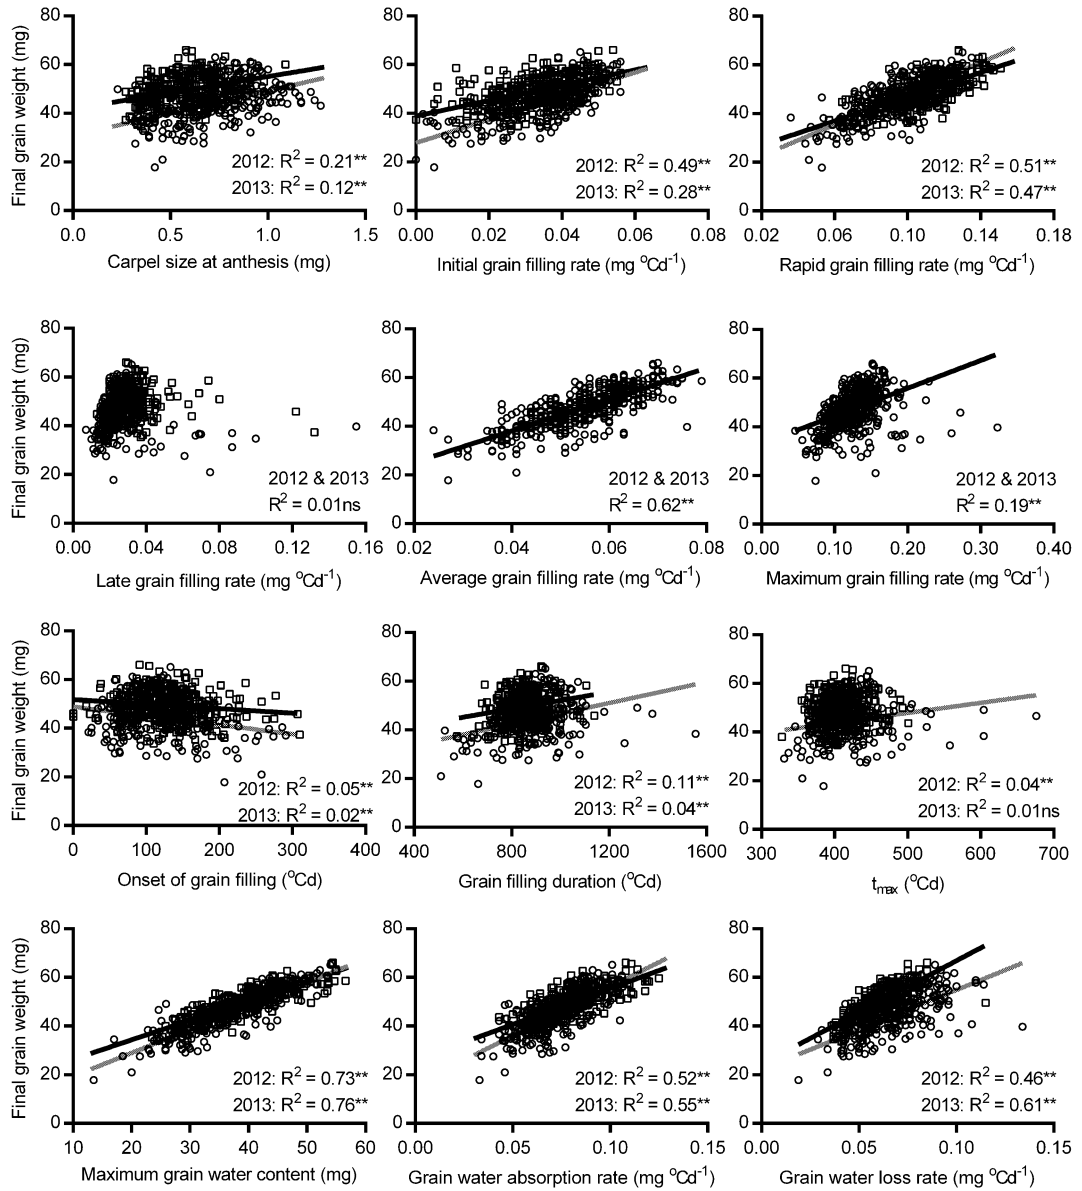 Final grain weight (mg)
80
60
40
20
0
2012: R2 = 0.21**
2013: R2 = 0.12**
0.0 0.5 1.0 1.5
Carpel size at anthesis (mg)
80
60
40
20
0
2012: R2 = 0.49**
2013: R2 = 0.28**
0.00 0.02 0.04 0.06 0.08
Initial grain filling rate (mg oCd-1)
80
60
40
20
0
2012: R2 = 0.51**
2013: R2 = 0.47**
0.02 0.06 0.10 0.14 0.18
Rapid grain filling rate (mg oCd-1)
Final grain weight (mg)
80
60
40
20
0
2012 & 2013
R2 = 0.01ns
0.00 0.04 0.08 0.12 0.16
Late grain filling rate (mg oCd-1)
80
60
40
20
0
2012 & 2013
R2 = 0.62**
0.02 0.04 0.06 0.08
Average grain filling rate (mg oCd-1)
80
60
40
20
0
2012 & 2013
R2 = 0.19**
0.00 0.10 0.20 0.30 0.40
Maximum grain filling rate (mg oCd-1)
Final grain weight (mg)
80
60
40
20
0
2012: R2 = 0.05**
2013: R2 = 0.02**
0 100 200 300 400
Onset of grain filling (oCd)
80
60
40
20
0
2012: R2 = 0.11**
2013: R2 = 0.04**
400 800 1200 1600
Grain filling duration (oCd)
80
60
40
20
0
2012: R2 = 0.04**
2013: R2 = 0.01ns
300 400 500 600 700
tmax (oCd)
Final grain weight (mg)
80
60
40
20
0
2012: R2 = 0.73**
2013: R2 = 0.76**
10 20 30 40 50 60
Maximum grain water content (mg)
80
60
40
20
0
2012: R2 = 0.52**
2013: R2 = 0.55**
0.00 0.05 0.10 0.15
Grain water absorption rate (mg oCd-1)
80
60
40
20
0
2012: R2 = 0.46**
2013: R2 = 0.61**
0.00 0.05 0.10 0.15
Grain water loss rate (mg oCd-1)